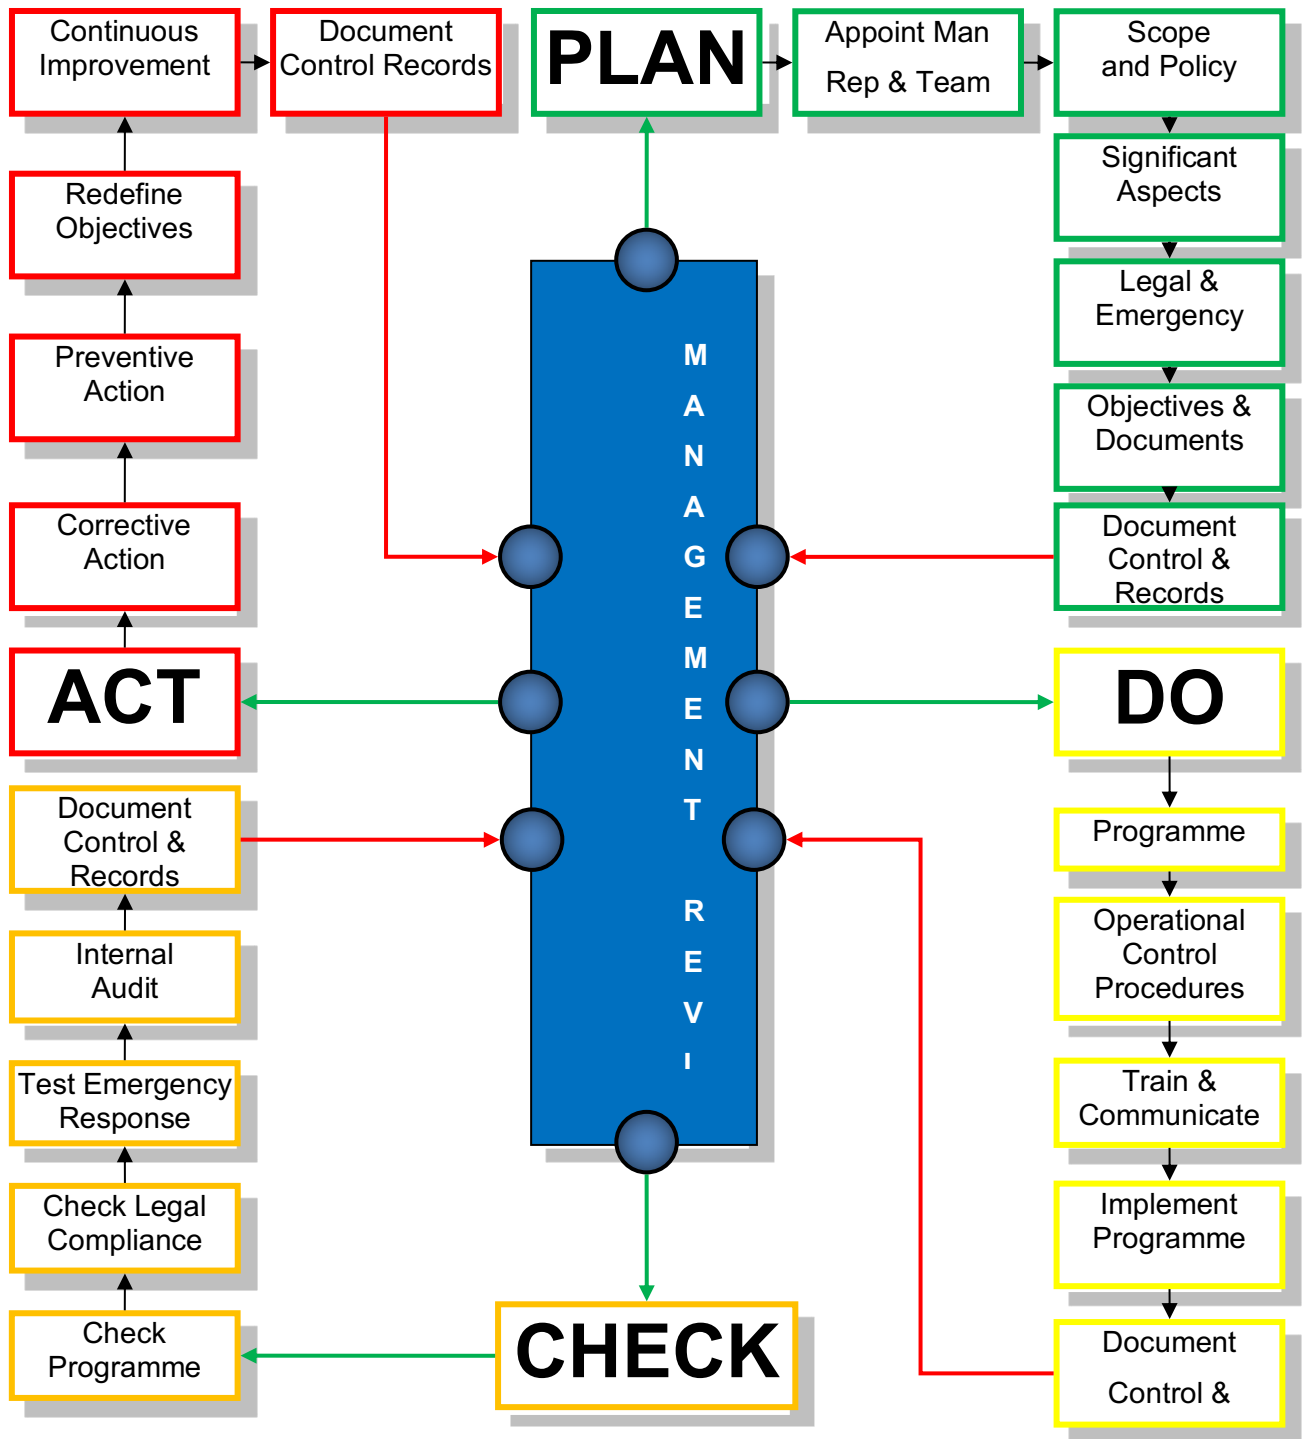 Continuous
Improvement
Document
Control Records
PLAN
Appoint Man
Rep & Team
Scope
and Policy
Significant
Aspects
Legal &
Emergency
Objectives &
Documents
Document
Control &
Records
DO
Programme
Operational
Control
Procedures
Train &
Communicate
Implement
Programme
Document
Control &
CHECK
Check
Programme
Check Legal
Compliance
Test Emergency
Response
Internal
Audit
Document
Control &
Records
ACT
Corrective
Action
Preventive
Action
Redefine
Objectives
M
A
N
A
G
E
M
E
N
T
R
E
V
I